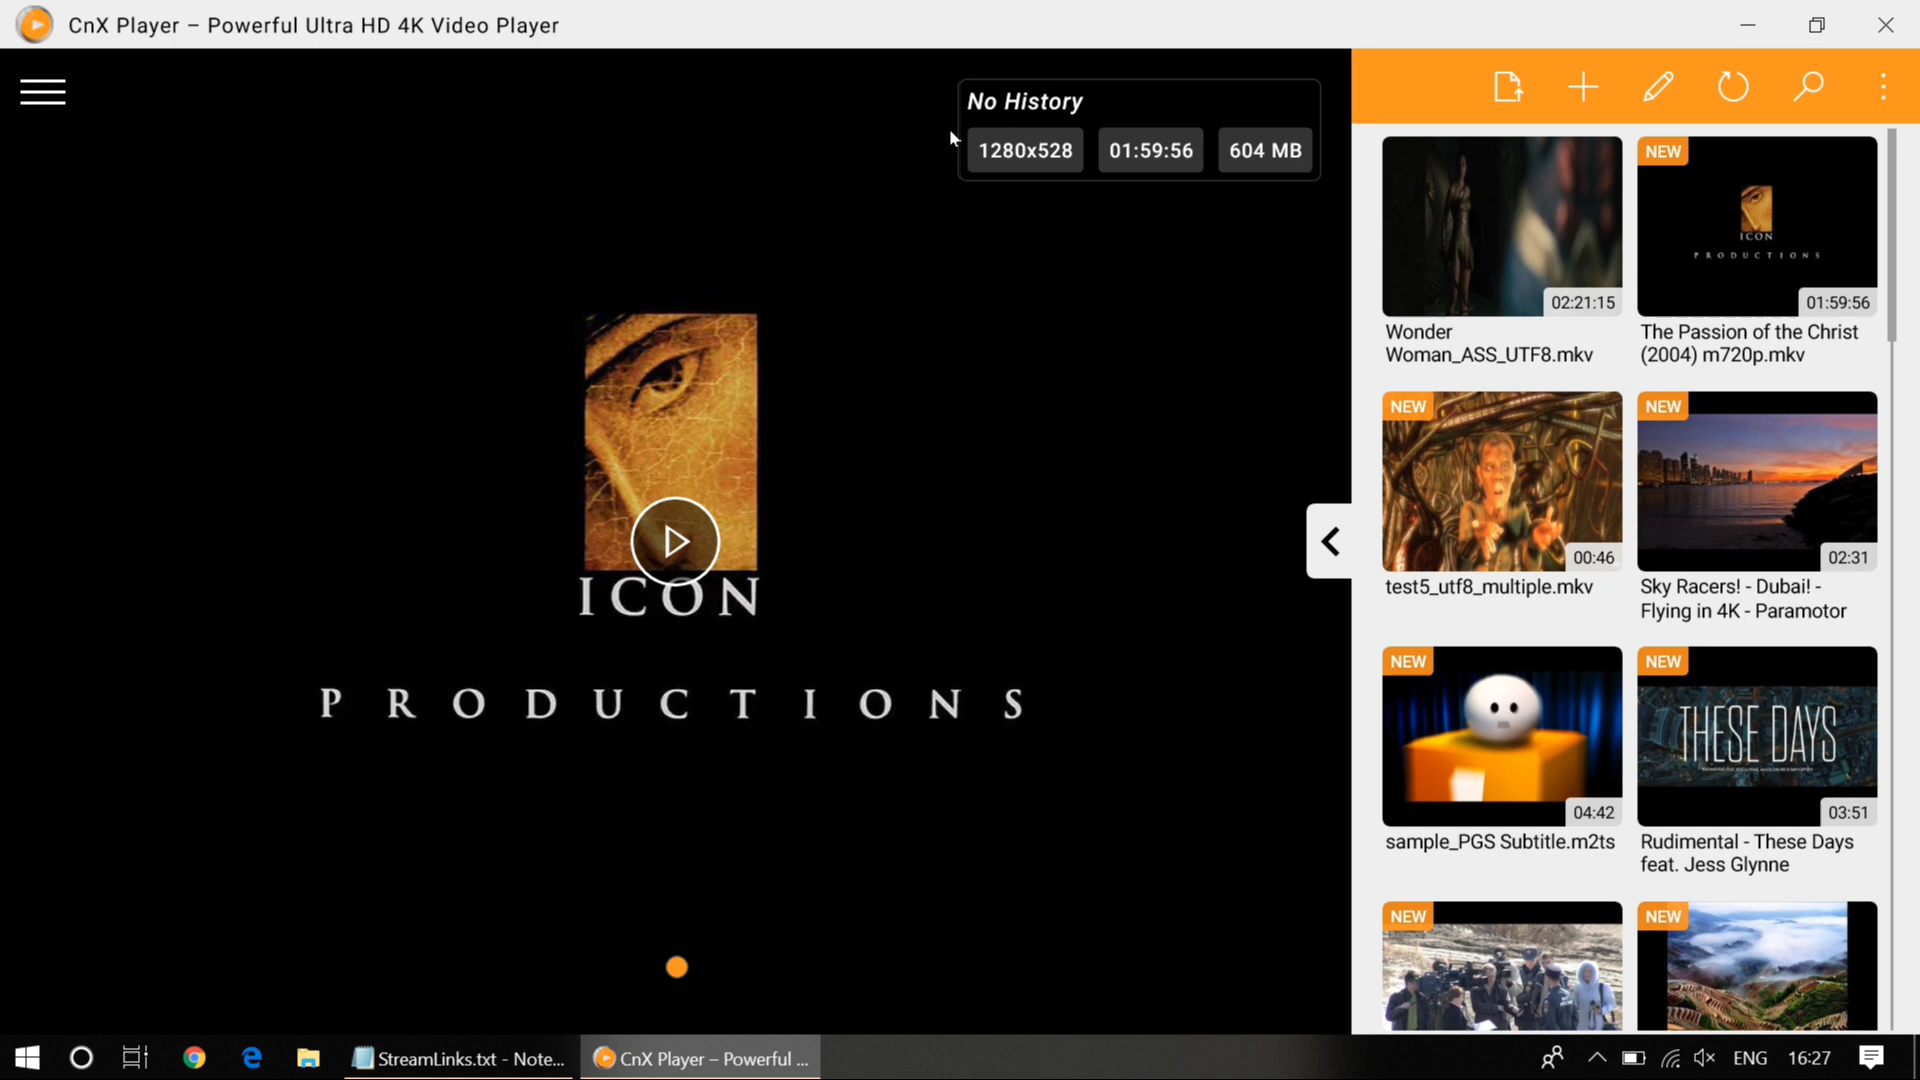 CnX Player – Powerful Ultra HD 4K Video Player
No History
1280x528 01:59:56 604 MB
ICON
PRODUCTIONS
02:21:15
Wonder
Woman_ASS_UTF8.mkv
NEW
ICON
PRODUCTIONS
01:59:56
The Passion of the Christ
(2004) m720p.mkv
NEW
00:46
test5_utf8_multiple.mkv
NEW
02:31
Sky Racers! - Dubai! -
Flying in 4K - Paramotor
NEW
04:42
sample_PGS Subtitle.m2ts
NEW
THESE DAYS
03:51
Rudimental - These Days
feat. Jess Glynne
NEW
NEW
StreamLinks.txt - Note...
CnX Player – Powerful ...
ENG
16:27